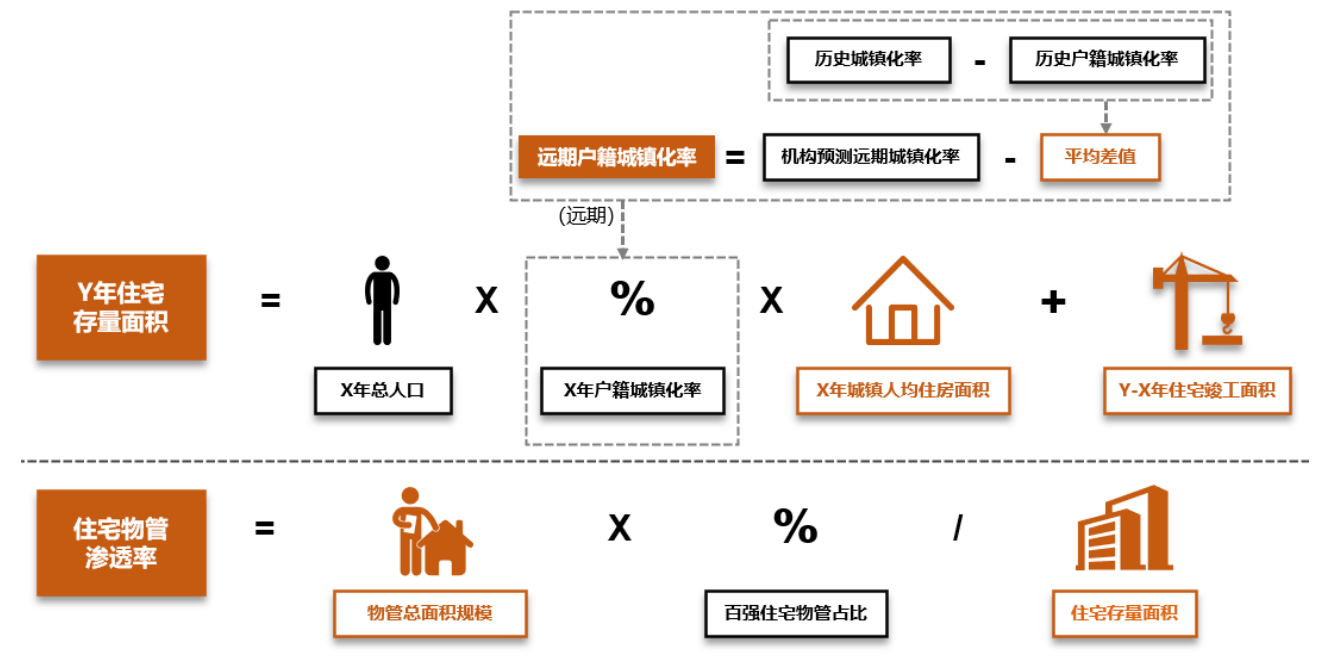 历史城镇化率 - 历史户籍城镇化率
远期户籍城镇化率 = 机构预测远期城镇化率 - 平均差值
(远期)
Y年住宅
存量面积
= X % X +
X年总人口 X年户籍城镇化率 X年城镇人均住房面积 Y-X年住宅竣工面积
住宅物管
渗透率
= X % /
物管总面积规模 百强住宅物管占比 住宅存量面积